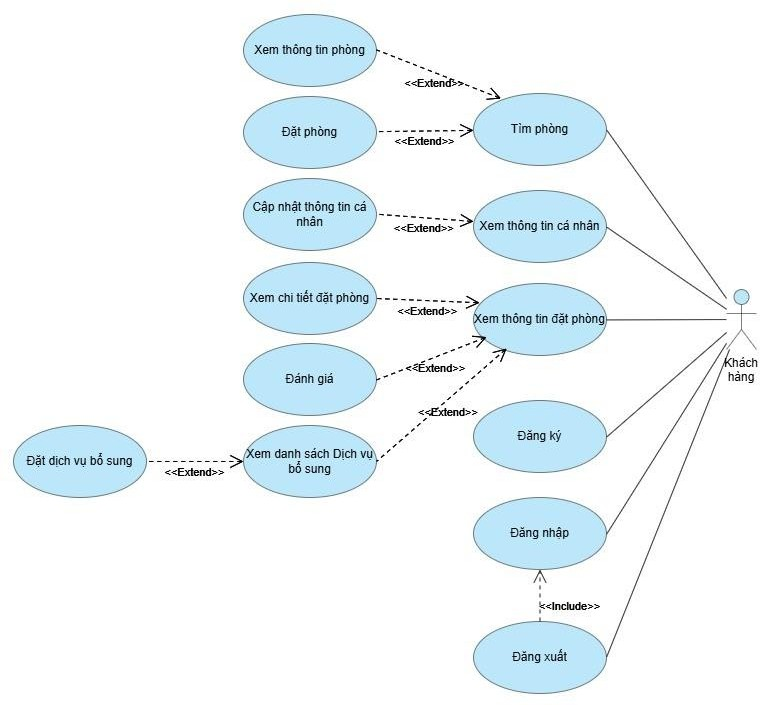 Xem thông tin phòng
<<Extend>>
Đặt phòng
<<Extend>>
Tìm phòng
Cập nhật thông tin cá
nhân
<<Extend>>
Xem thông tin cá nhân
Xem chi tiết đặt phòng
<<Extend>>
Xem thông tin đặt phòng
Khách
hàng
Đánh giá
<<Extend>>
<<Extend>>
Đăng ký
Đặt dịch vụ bổ sung
<<Extend>>
Xem danh sách Dịch vụ
bổ sung
Đăng nhập
<<Include>>
Đăng xuất